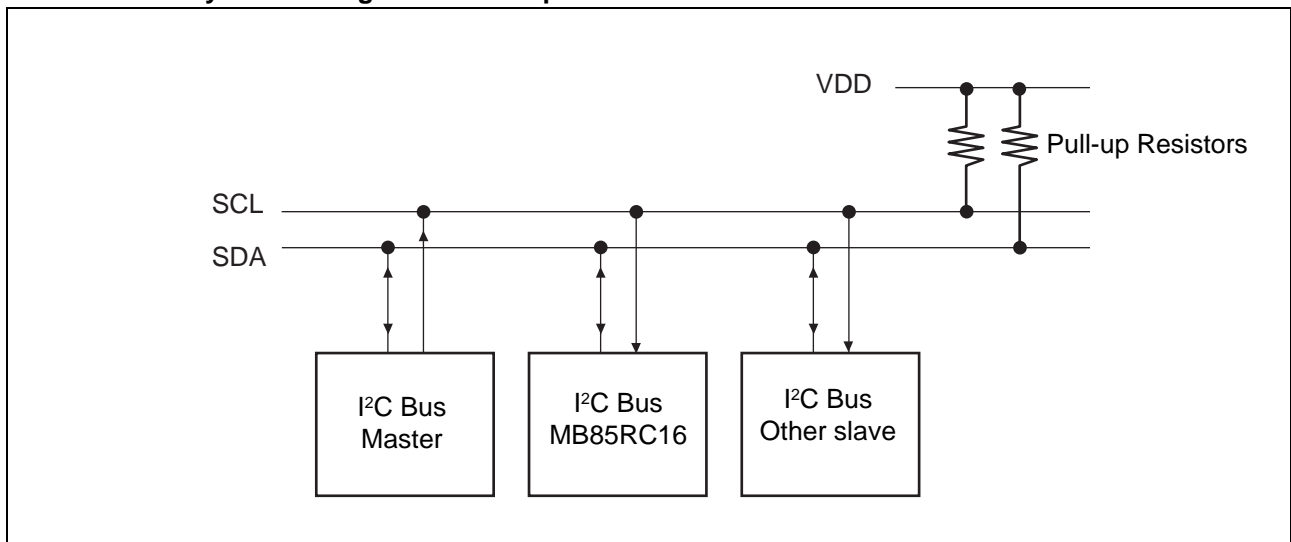 VDD
Pull-up Resistors
SCL
SDA
I²C Bus
Master
I²C Bus
MB85RC16
I²C Bus
Other slave